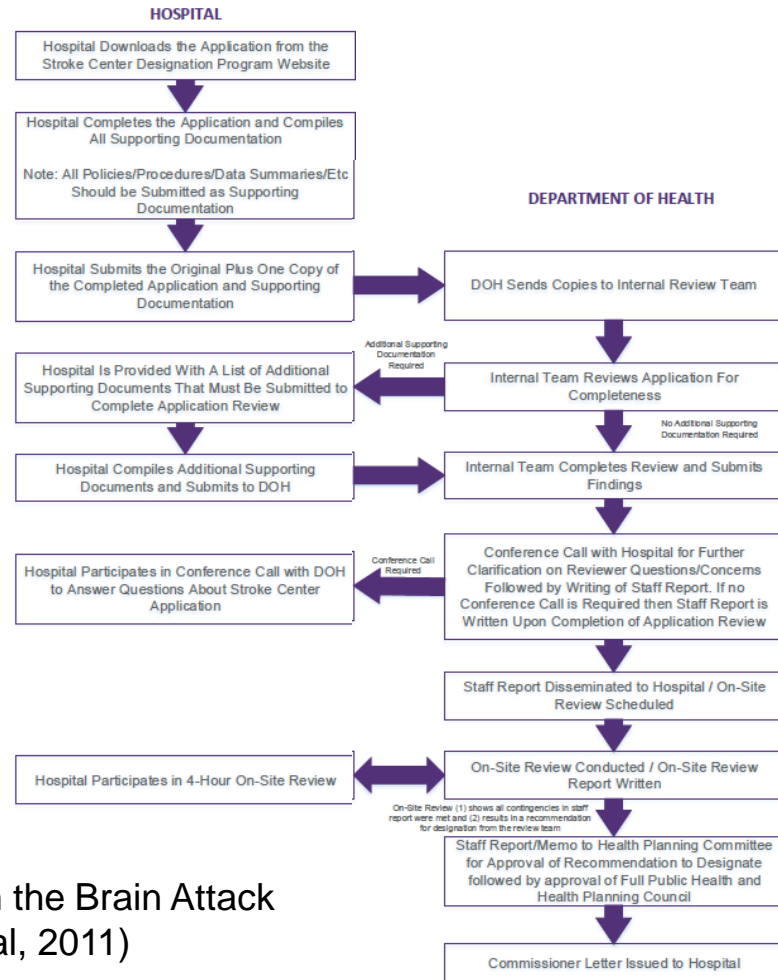 HOSPITAL
Hospital Downloads the Application from the
Stroke Center Designation Program Website
Hospital Completes the Application and Compiles
All Supporting Documentation
Note: All Policies/Procedures/Data Summaries/Etc
Should be Submitted as Supporting
Documentation
DEPARTMENT OF HEALTH
Hospital Submits the Original Plus One Copy of
the Completed Application and Supporting
Documentation
DOH Sends Copies to Internal Review Team
Additional Supporting
Documentation
Required
Hospital Is Provided With A List of Additional
Supporting Documents That Must Be Submitted to
Complete Application Review
Internal Team Reviews Application For
Completeness
No Additional Supporting
Documentation Required
Hospital Compiles Additional Supporting
Documents and Submits to DOH
Internal Team Completes Review and Submits
Findings
Conference Call
Required
Hospital Participates in Conference Call with DOH
to Answer Questions About Stroke Center
Application
Conference Call with Hospital for Further
Clarification on Reviewer Questions/Concerns
Followed by Writing of Staff Report. If no
Conference Call is Required then Staff Report is
Written Upon Completion of Application Review
Staff Report Disseminated to Hospital / On-Site
Review Scheduled
Hospital Participates in 4-Hour On-Site Review
On-Site Review Conducted / On-Site Review
Report Written
On-Site Review (1) shows all contingencies in staff
report were met and (2) results in a recommendation
for designation from the review team
Staff Report/Memo to Health Planning Committee
for Approval of Recommendation to Designate
followed by approval of Full Public Health and
Health Planning Council
Commissioner Letter Issued to Hospital
the Brain Attack
al, 2011)